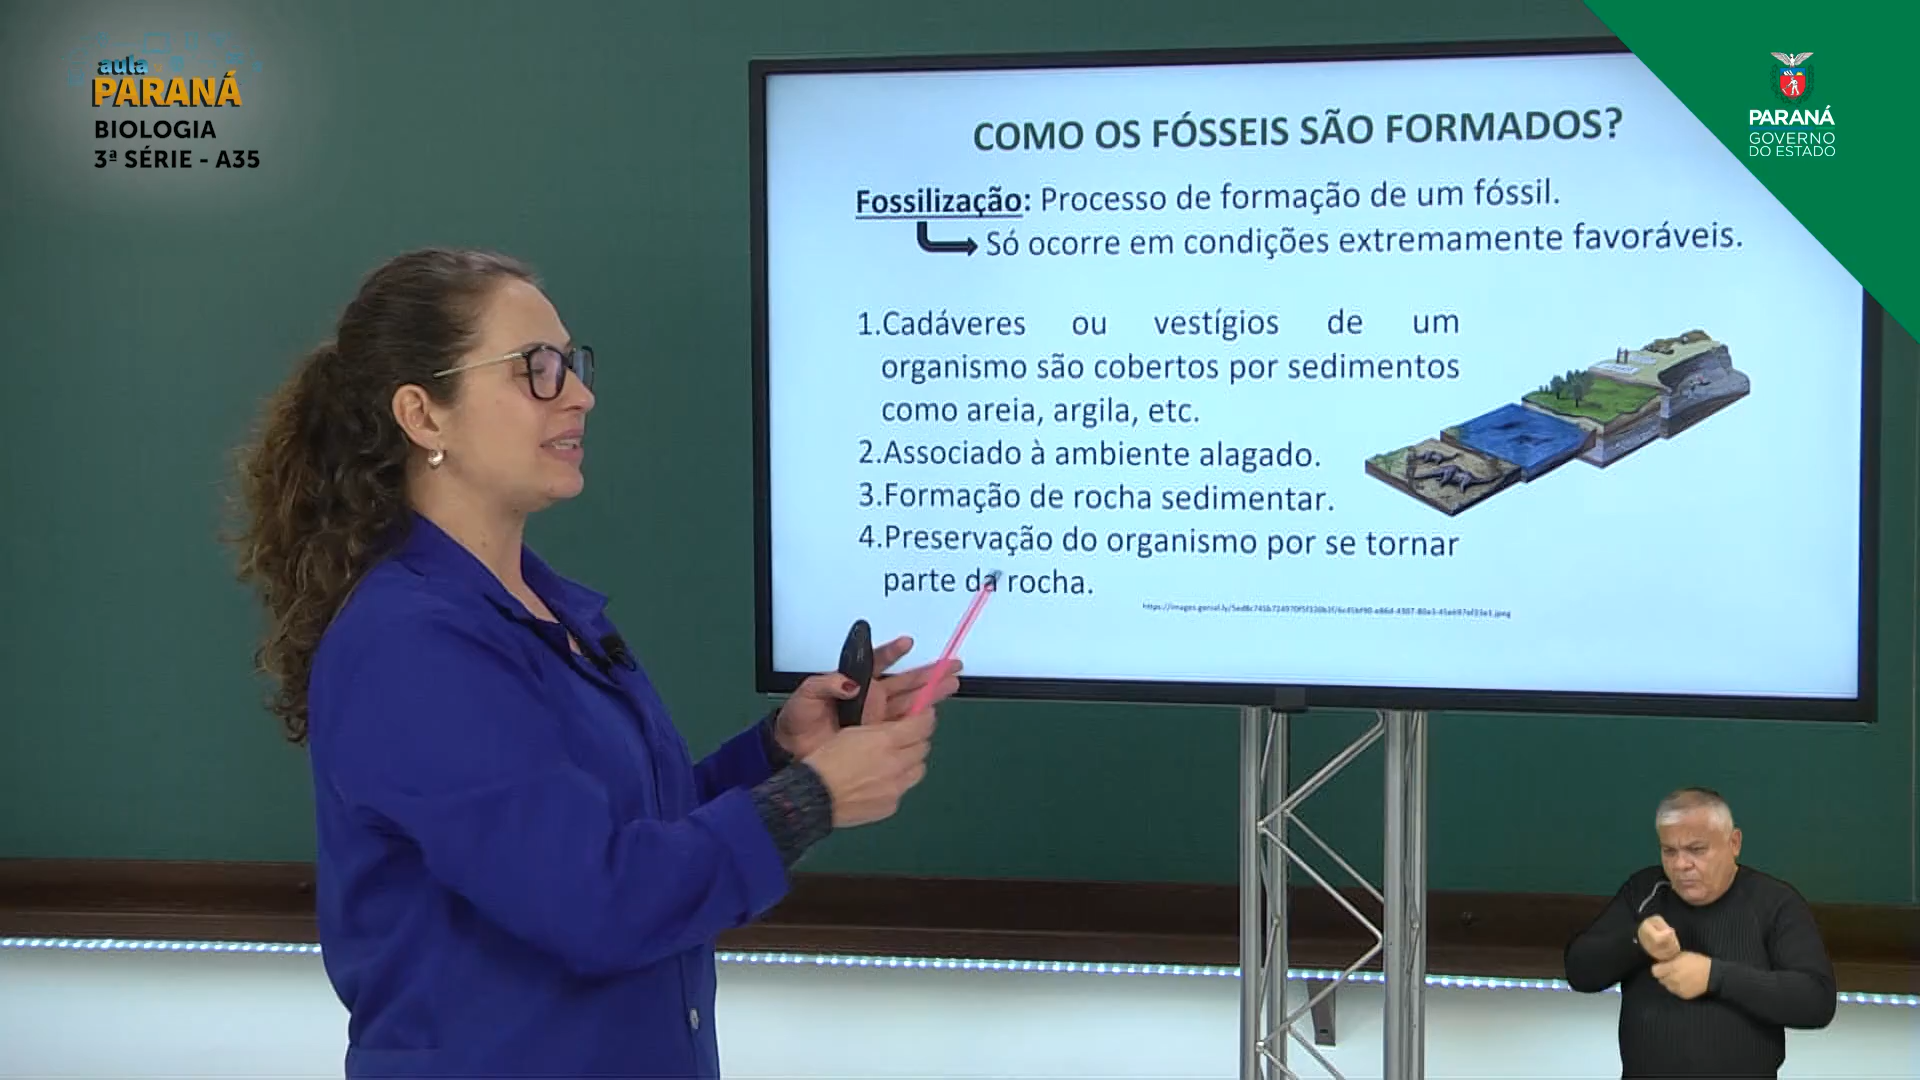 aula
PARANÁ
BIOLOGIA
3ª SÉRIE - A35
PARANÁ
GOVERNO
DO ESTADO
COMO OS FÓSSEIS SÃO FORMADOS?
Fossilização: Processo de formação de um fóssil.
Só ocorre em condições extremamente favoráveis.
1.Cadáveres ou vestígios de um
organismo são cobertos por sedimentos
como areia, argila, etc.
2.Associado à ambiente alagado.
3.Formação de rocha sedimentar.
4.Preservação do organismo por se tornar
parte da rocha.